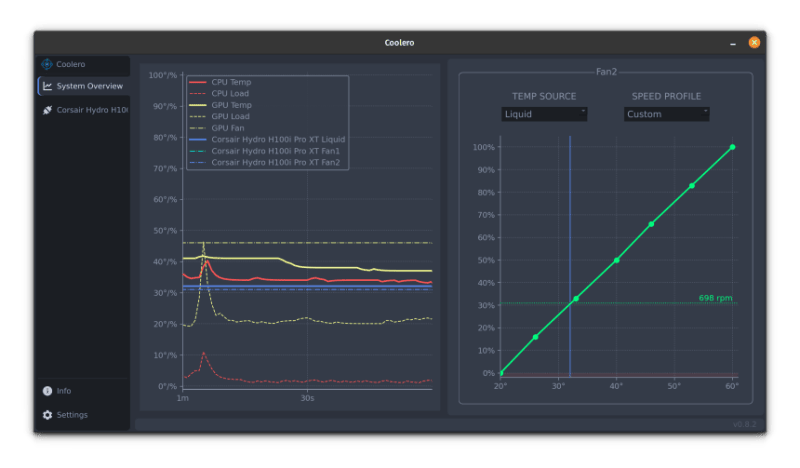 Coolero
Coolero
System Overview
Corsair Hydro H100
Info
Settings
100°/%
90°/%
80°/%
70°/%
60°/%
50°/%
40°/%
30°/%
20°/%
10°/%
0°/%
1m
30s
CPU Temp
CPU Load
GPU Temp
GPU Load
GPU Fan
Corsair Hydro H100i Pro XT Liquid
Corsair Hydro H100i Pro XT Fan1
Corsair Hydro H100i Pro XT Fan2
Fan2
TEMP SOURCE
SPEED PROFILE
Liquid
Custom
100%
90%
80%
70%
60%
50%
40%
30%
20%
10%
0%
698 rpm
20°
30°
40°
50°
60°
v0.8.2